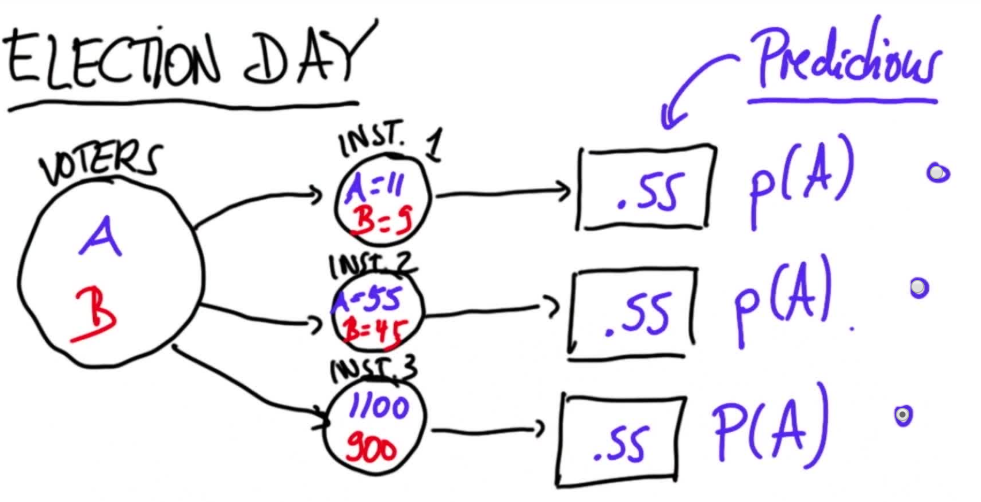 ELECTION DAY
Predictions
VOTERS
A
B
INST. 1
A=11
B=9
.55 p(A)
INST. 2
A=55
B=45
.55 p(A).
INST. 3
1100
900
.55 P(A)